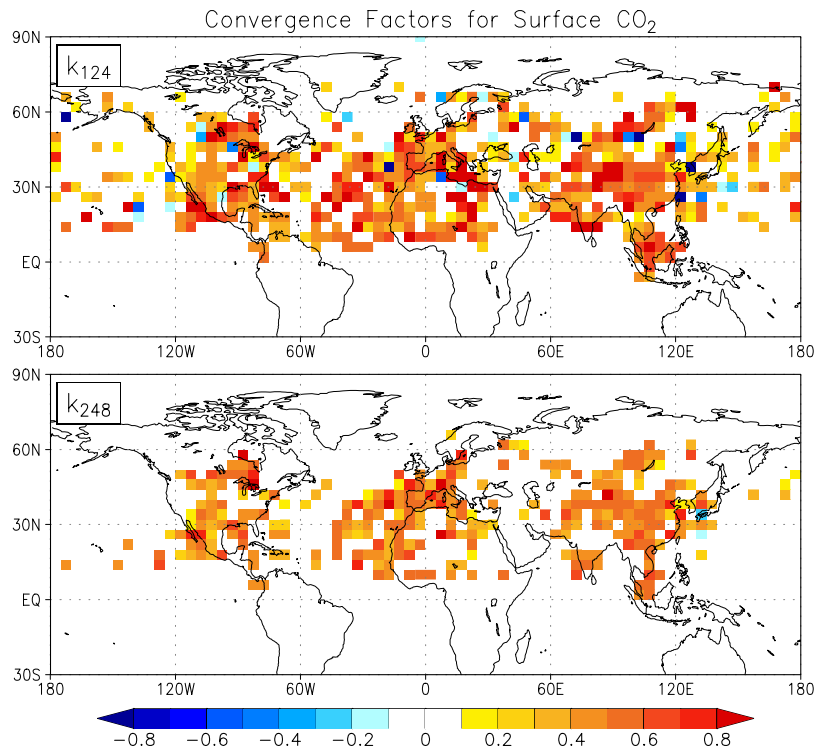 Convergence Factors for Surface CO₂
90N
k₁₂₄
60N
30N
EQ
30S
180 120W 60W 0 60E 120E 180
90N
k₂₄₈
60N
30N
EQ
30S
180 120W 60W 0 60E 120E 180
−0.8 −0.6 −0.4 −0.2 0 0.2 0.4 0.6 0.8